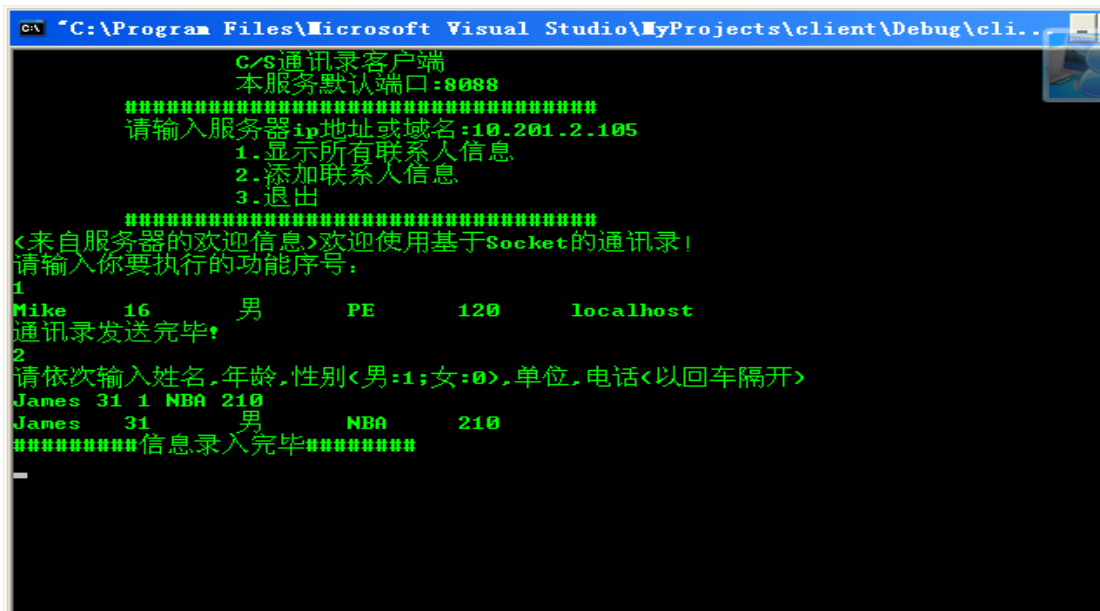 "C:\Program Files\Microsoft Visual Studio\MyProjects\client\Debug\cli...
C/S通讯录客户端
本服务默认端口:8088
##################################
请输入服务器ip地址或域名:10.201.2.105
1.显示所有联系人信息
2.添加联系人信息
3.退出
##################################
<来自服务器的欢迎信息>欢迎使用基于Socket的通讯录!
请输入你要执行的功能序号:
1
Mike 16 男 PE 120 localhost
通讯录发送完毕!
2
请依次输入姓名,年龄,性别<男:1;女:0>,单位,电话<以回车隔开>
James 31 1 NBA 210
James 31 男 NBA 210
#########信息录入完毕########